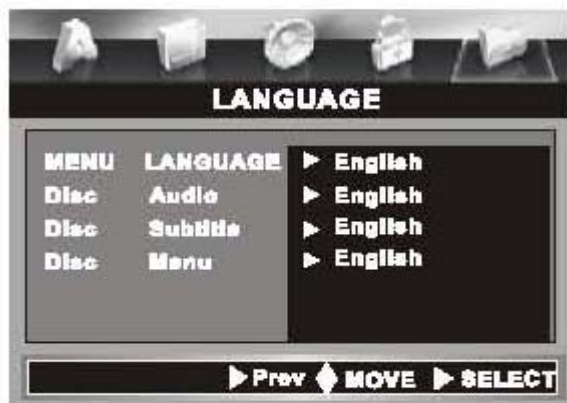 LANGUAGE
MENU LANGUAGE ▶ English
Disc Audio ▶ English
Disc Subtitle ▶ English
Disc Menu ▶ English
▶ Prev ◆ MOVE ▶ SELECT